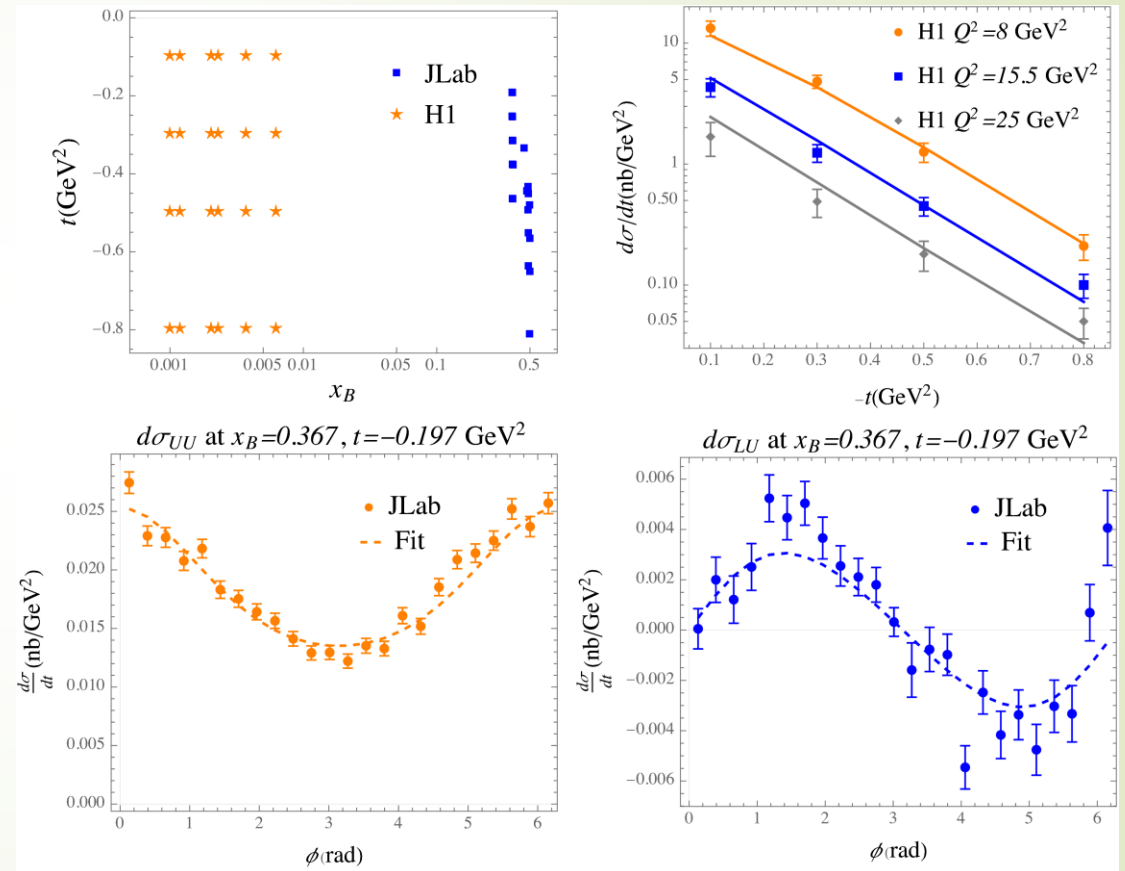 0.0
−0.2
−0.4
−0.6
−0.8
t(GeV²)
JLab
H1
0.001
0.005 0.01
0.05 0.1
0.5
x_B
10
5
1
0.50
0.10
0.05
dσ/dt(nb/GeV²)
H1 Q²=8 GeV²
H1 Q²=15.5 GeV²
H1 Q²=25 GeV²
0.1 0.2 0.3 0.4 0.5 0.6 0.7 0.8
-t(GeV²)
dσ_UU at x_B=0.367, t=−0.197 GeV²
0.025
0.020
0.015
0.010
0.005
0.000
dσ/dt (nb/GeV²)
JLab
Fit
0 1 2 3 4 5 6
ϕ(rad)
dσ_LU at x_B=0.367, t=−0.197 GeV²
0.006
0.004
0.002
0.000
−0.002
−0.004
−0.006
dσ/dt (nb/GeV²)
JLab
Fit
0 1 2 3 4 5 6
ϕ(rad)